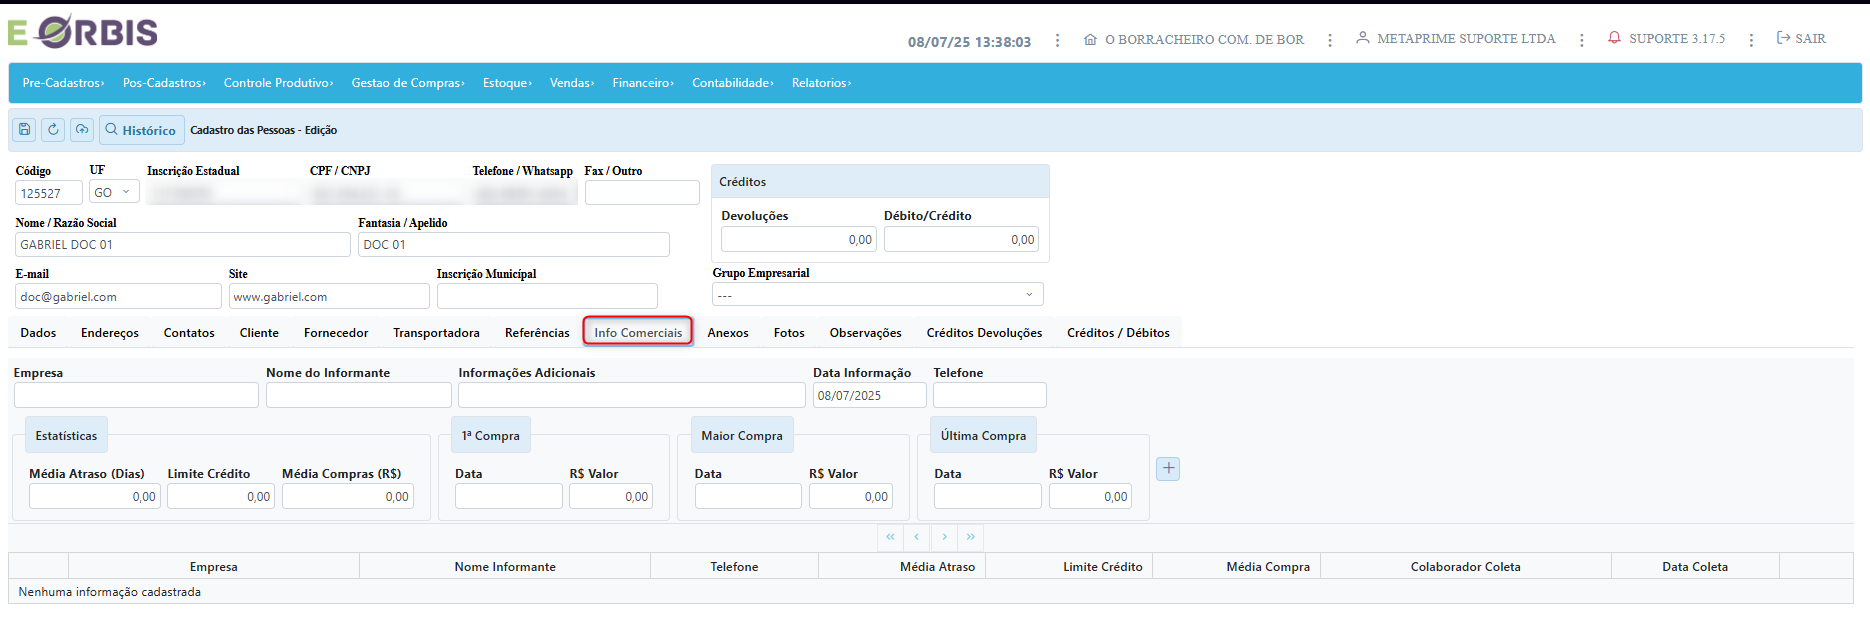 E ORBIS
08/07/25 13:38:03 O BORRACHEIRO COM. DE BOR METAPRIME SUPORTE LTDA SUPORTE 3.17.5 SAIR
Pre-Cadastros› Pos-Cadastros› Controle Produtivo› Gestao de Compras› Estoque› Vendas› Financeiro› Contabilidade› Relatorios›
Histórico Cadastro das Pessoas - Edição
Código UF Inscrição Estadual CPF / CNPJ Telefone / Whatsapp Fax / Outro
125527 GO
Créditos
Nome / Razão Social Fantasia / Apelido
GABRIEL DOC 01 DOC 01
Devoluções Débito/Crédito
0,00 0,00
E-mail Site Inscrição Municípal Grupo Empresarial
doc@gabriel.com www.gabriel.com ---
Dados Endereços Contatos Cliente Fornecedor Transportadora Referências Info Comerciais Anexos Fotos Observações Créditos Devoluções Créditos / Débitos
Empresa Nome do Informante Informações Adicionais Data Informação Telefone
08/07/2025
Estatísticas 1ª Compra Maior Compra Última Compra
Média Atraso (Dias) Limite Crédito Média Compras (R$) Data R$ Valor Data R$ Valor Data R$ Valor
0,00 0,00 0,00 0,00 0,00 0,00
Empresa Nome Informante Telefone Média Atraso Limite Crédito Média Compra Colaborador Coleta Data Coleta
Nenhuma informação cadastrada